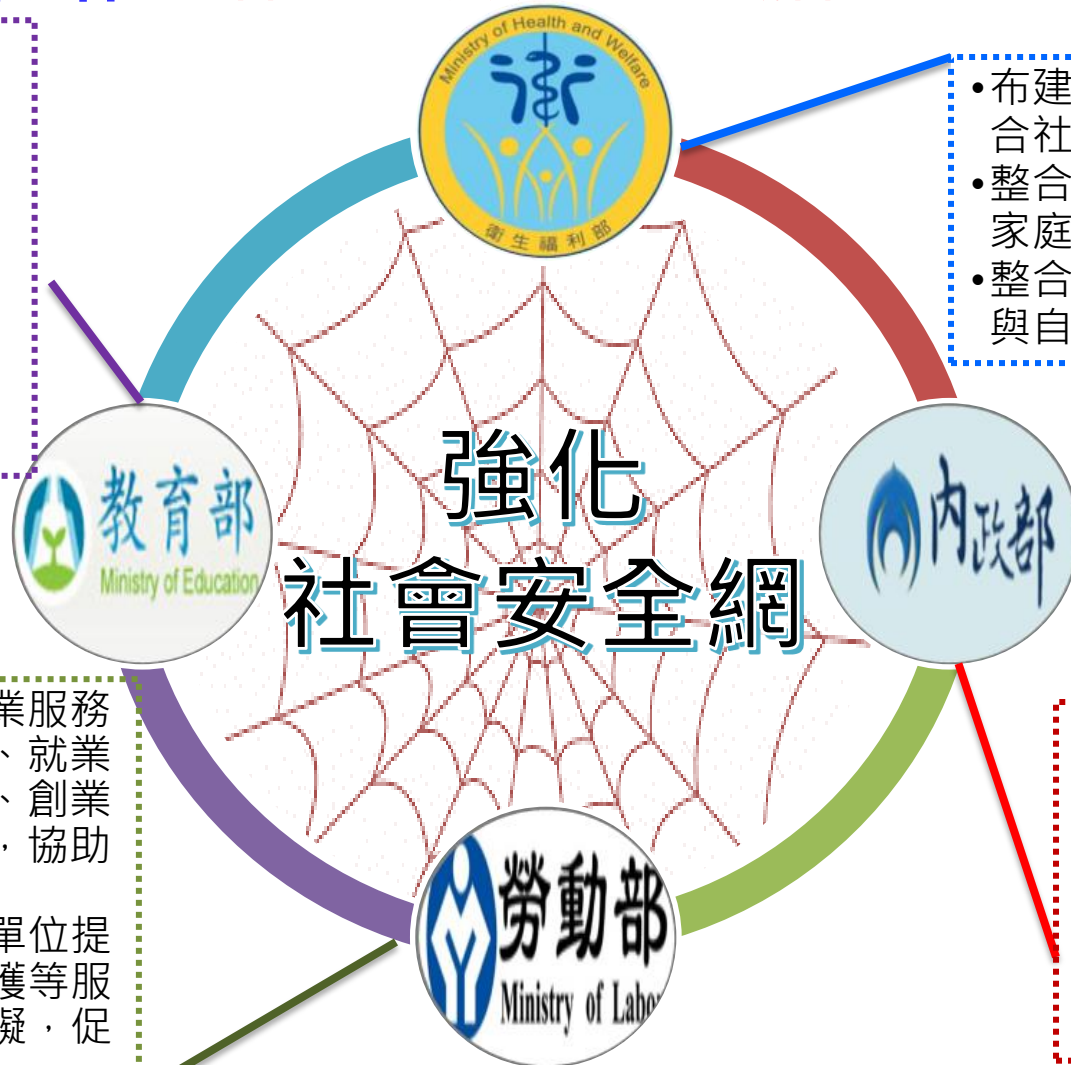 Ministry of Health and Welfare
衛生福利部
•布建
合社
•整合
家庭
•整合
與自
強化
社會安全網
教育部
Ministry of Education
內政部
業服務
、就業
、創業
，協助
單位提
獲等服
礙，促
勞動部
Ministry of Labo